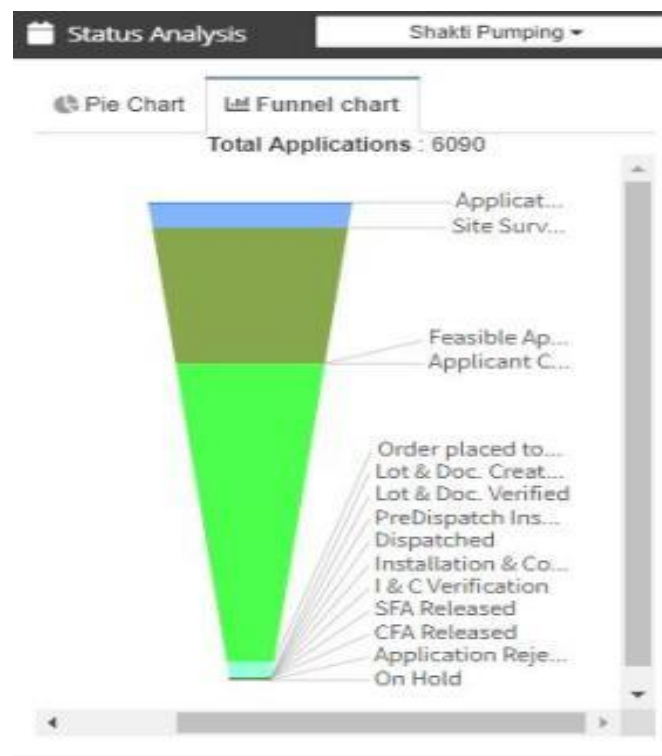 Status Analysis
Shakti Pumping
Pie Chart
Funnel chart
Total Applications : 6090
Applicat...
Site Surv...
Feasible Ap...
Applicant C...
Order placed to...
Lot & Doc. Creat...
Lot & Doc. Verified
PreDispatch Ins...
Dispatched
Installation & Co...
I & C Verification
SFA Released
CFA Released
Application Reje...
On Hold